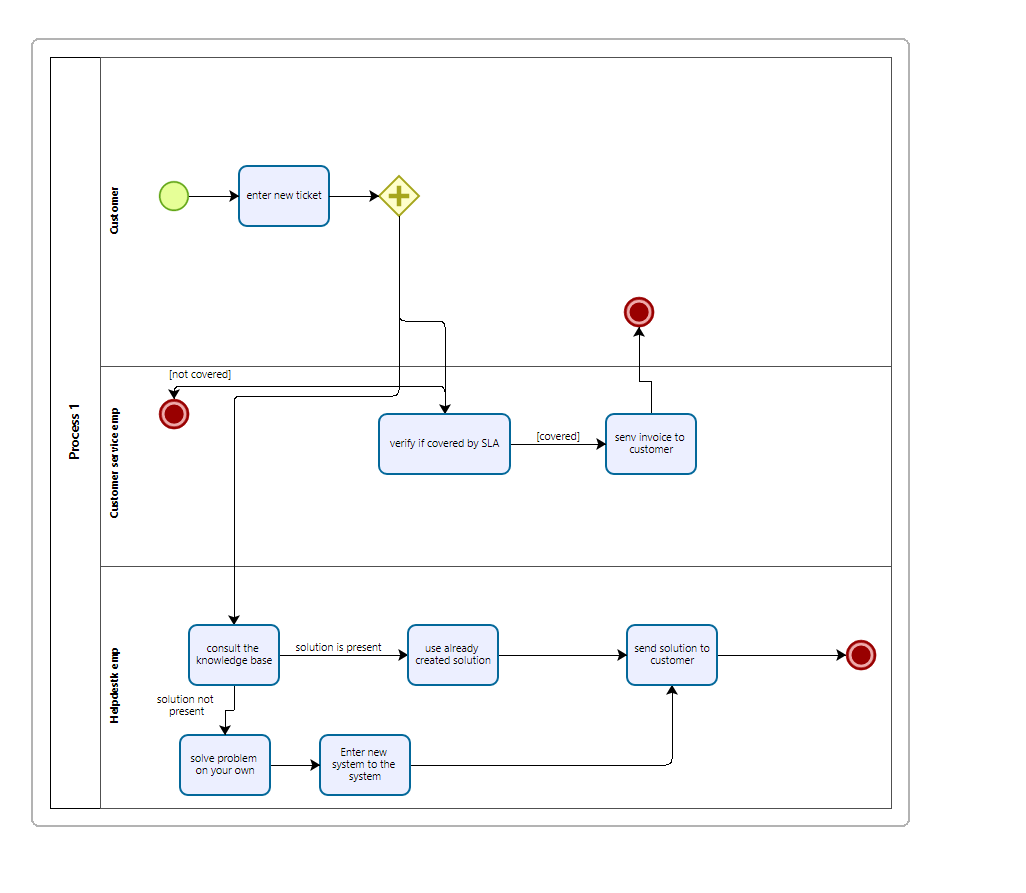 Process 1
Customer
enter new ticket
Customer service emp
[not covered]
verify if covered by SLA
[covered]
senv invoice to
customer
Helpdestk emp
consult the
knowledge base
solution is present
use already
created solution
send solution to
customer
solution not
present
solve problem
on your own
Enter new
system to the
system